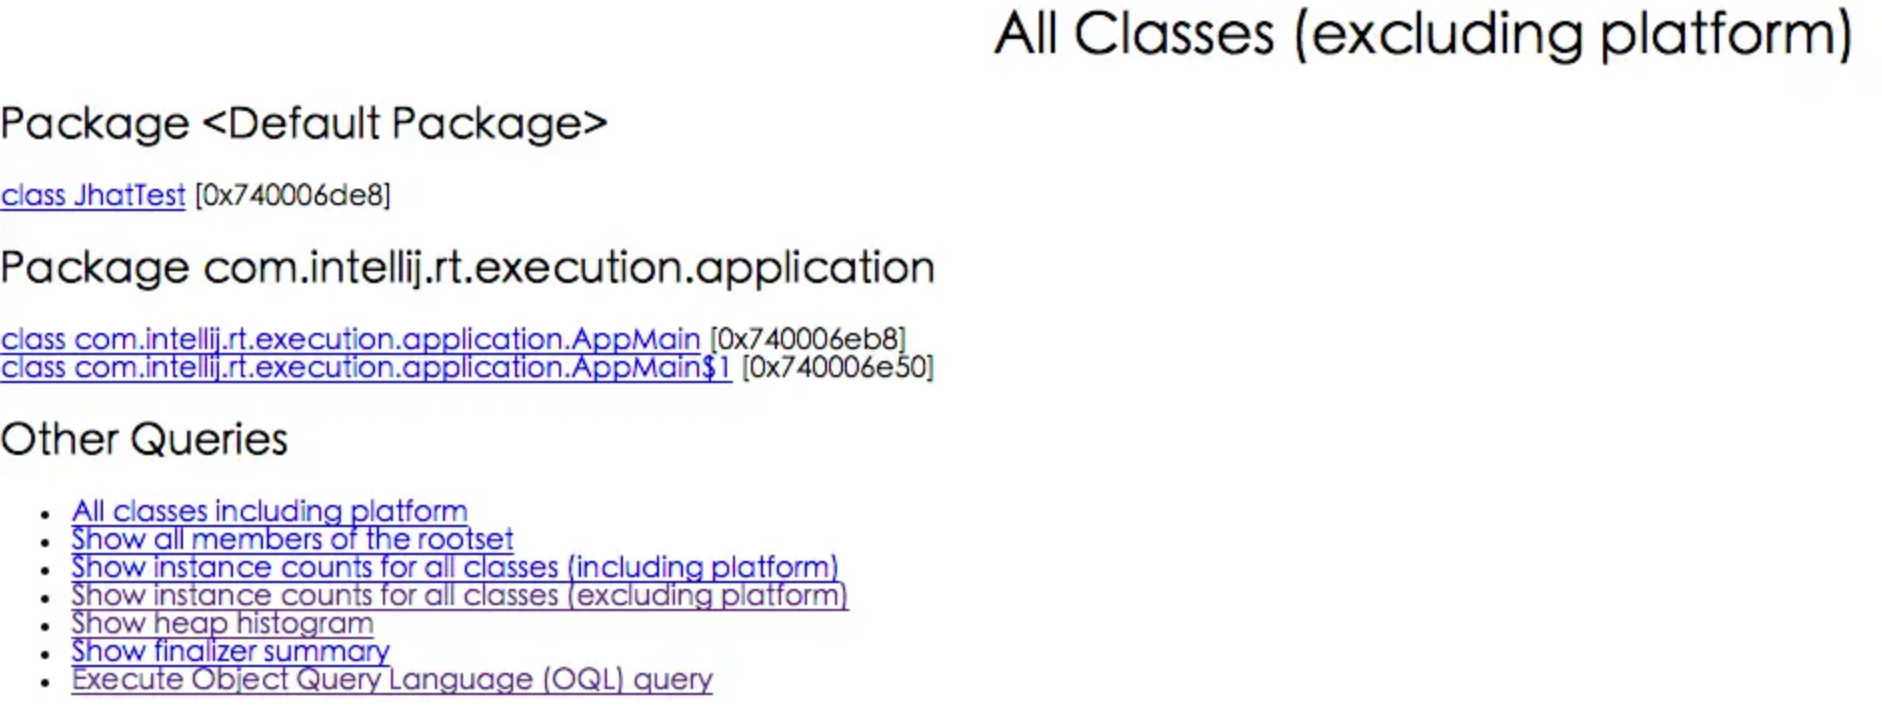 All Classes (excluding platform)
Package <Default Package>
class JhatTest [0x740006de8]
Package com.intellij.rt.execution.application
class com.intellij.rt.execution.application.AppMain [0x740006eb8]
class com.intellij.rt.execution.application.AppMain$1 [0x740006e50]
Other Queries
• All classes including platform
• Show all members of the rootset
• Show instance counts for all classes (including platform)
• Show instance counts for all classes (excluding platform)
• Show heap histogram
• Show finalizer summary
• Execute Object Query Language (OQL) query